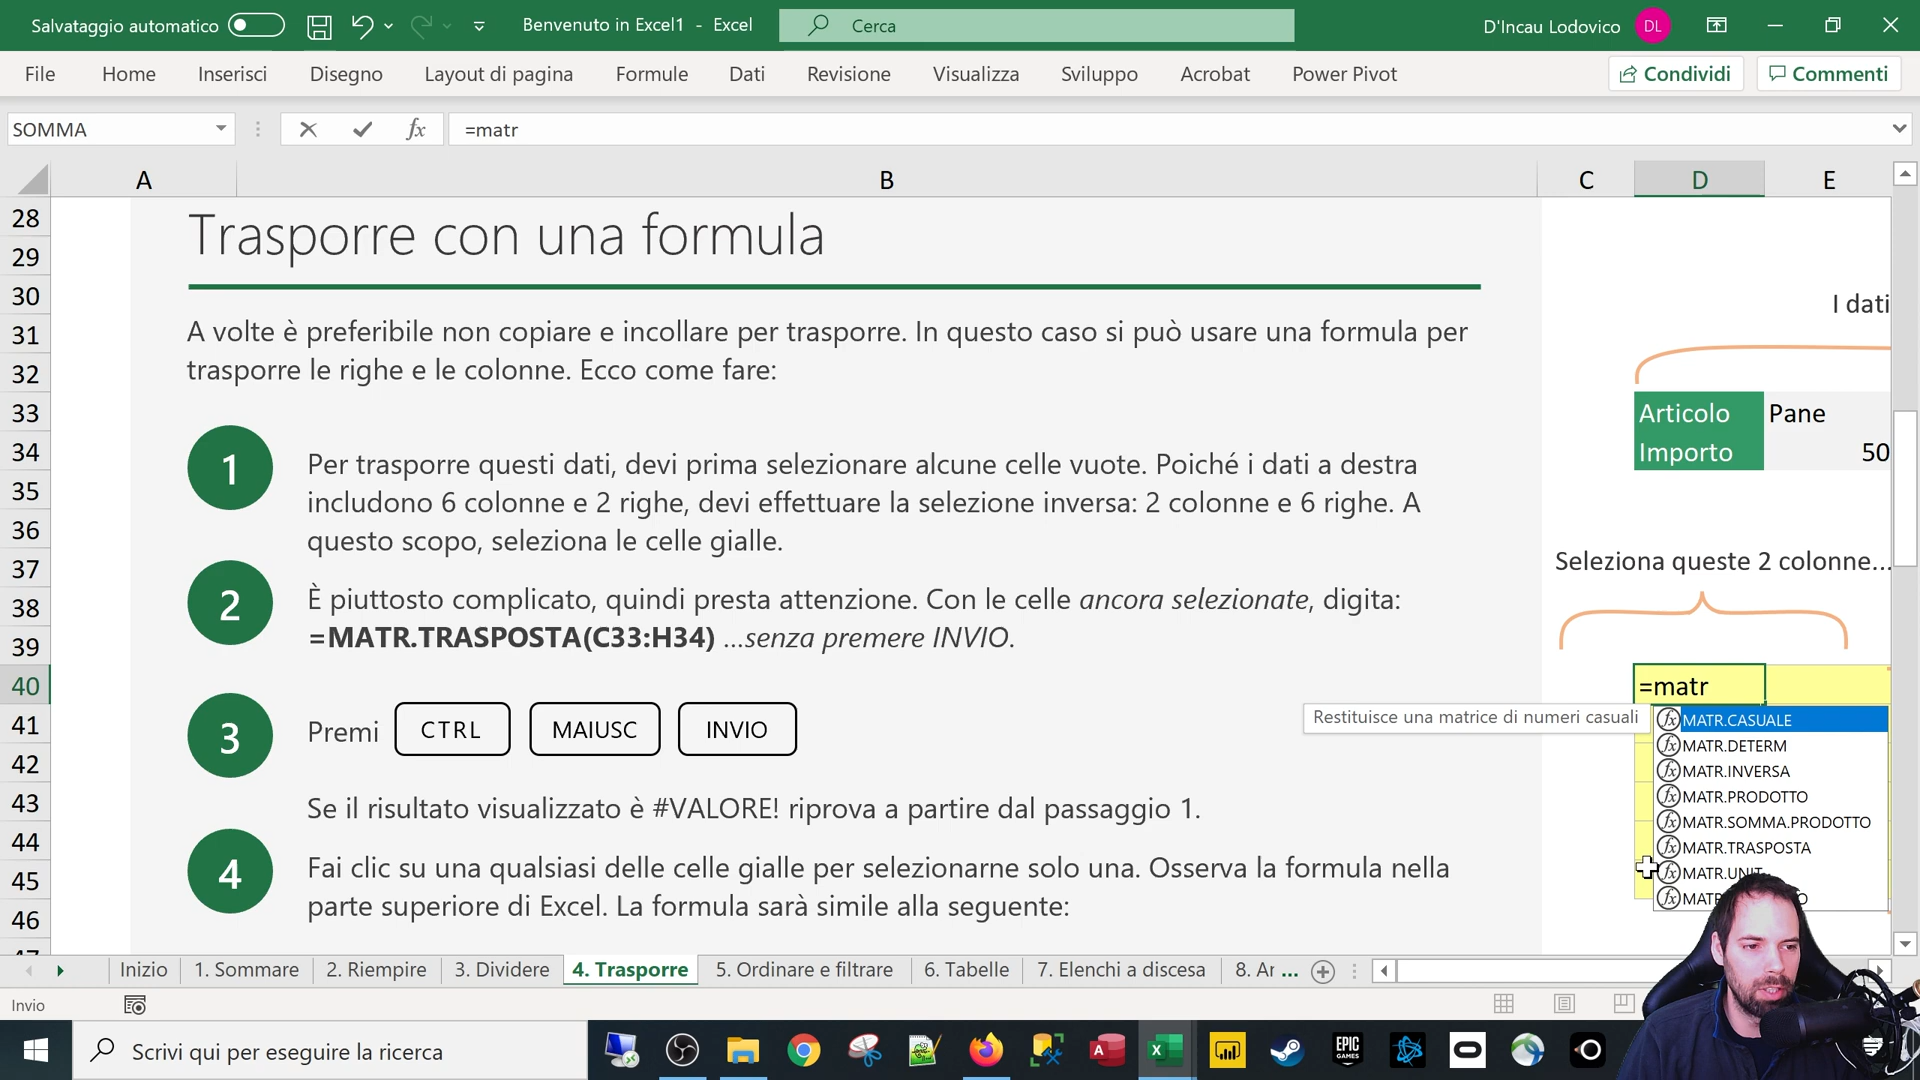 Salvataggio automatico
Benvenuto in Excel1 - Excel
Cerca
D'Incau Lodovico
DL
File
Home
Inserisci
Disegno
Layout di pagina
Formule
Dati
Revisione
Visualizza
Sviluppo
Acrobat
Power Pivot
Condividi
Commenti
SOMMA
fx
=matr
A
B
C
D
E
28
29
30
31
32
33
34
35
36
37
38
39
40
41
42
43
44
45
46
Trasporre con una formula
A volte è preferibile non copiare e incollare per trasporre. In questo caso si può usare una formula per
trasporre le righe e le colonne. Ecco come fare:
1
Per trasporre questi dati, devi prima selezionare alcune celle vuote. Poiché i dati a destra
includono 6 colonne e 2 righe, devi effettuare la selezione inversa: 2 colonne e 6 righe. A
questo scopo, seleziona le celle gialle.
2
È piuttosto complicato, quindi presta attenzione. Con le celle ancora selezionate, digita:
=MATR.TRASPOSTA(C33:H34) ...senza premere INVIO.
3
Premi
CTRL
MAIUSC
INVIO
Se il risultato visualizzato è #VALORE! riprova a partire dal passaggio 1.
4
Fai clic su una qualsiasi delle celle gialle per selezionarne solo una. Osserva la formula nella
parte superiore di Excel. La formula sarà simile alla seguente:
I dati
Articolo
Pane
Importo
50
Seleziona queste 2 colonne...
=matr
Restituisce una matrice di numeri casuali
MATR.CASUALE
MATR.DETERM
MATR.INVERSA
MATR.PRODOTTO
MATR.SOMMA.PRODOTTO
MATR.TRASPOSTA
MATR.UNIT
Inizio
1. Sommare
2. Riempire
3. Dividere
4. Trasporre
5. Ordinare e filtrare
6. Tabelle
7. Elenchi a discesa
8. Ar ...
Invio
Scrivi qui per eseguire la ricerca
EPIC
GAMES